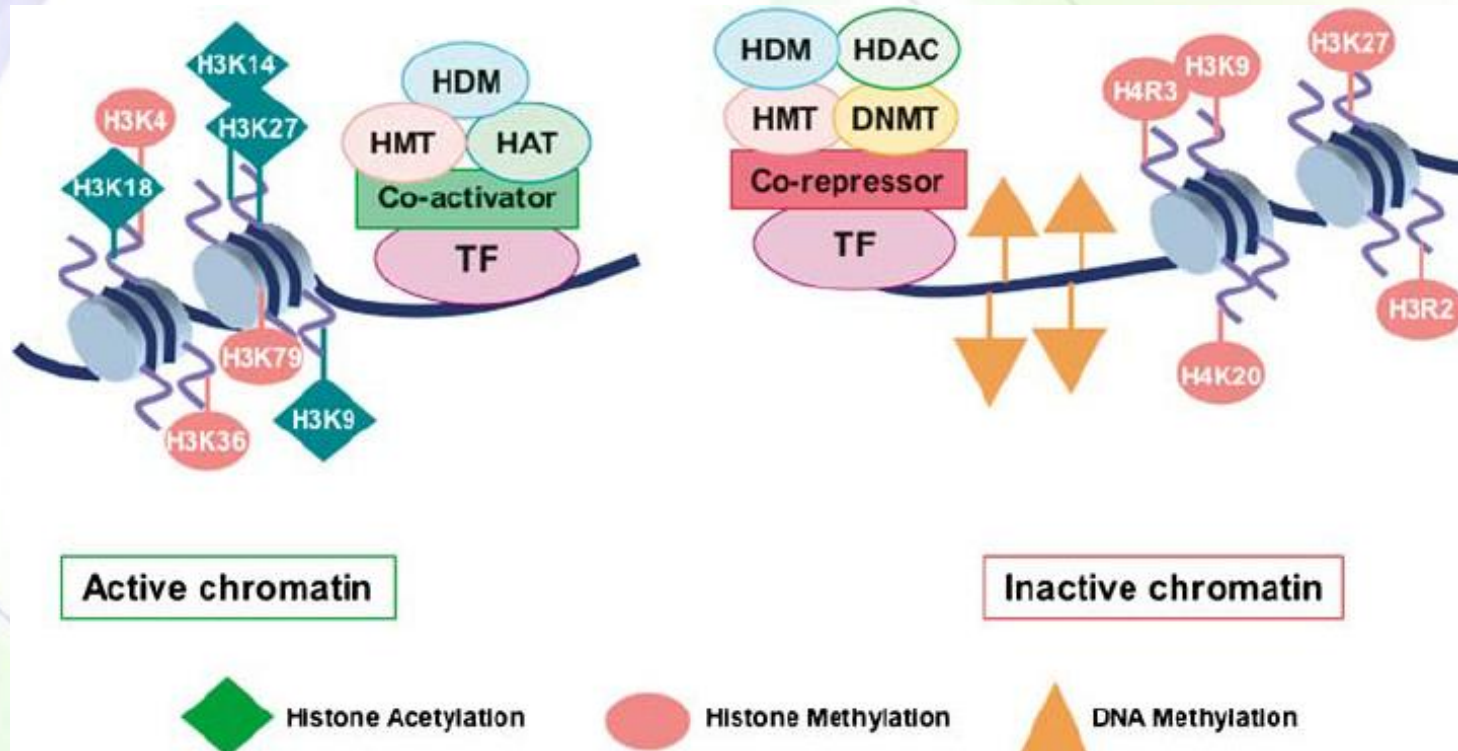 H3K14
H3K4
H3K27
H3K18
HDM
HMT
HAT
Co-activator
TF
H3K79
H3K9
H3K36
HDM
HDAC
HMT
DNMT
Co-repressor
TF
H3K27
H3K9
H4R3
H3R2
H4K20
Active chromatin
Inactive chromatin
Histone Acetylation
Histone Methylation
DNA Methylation